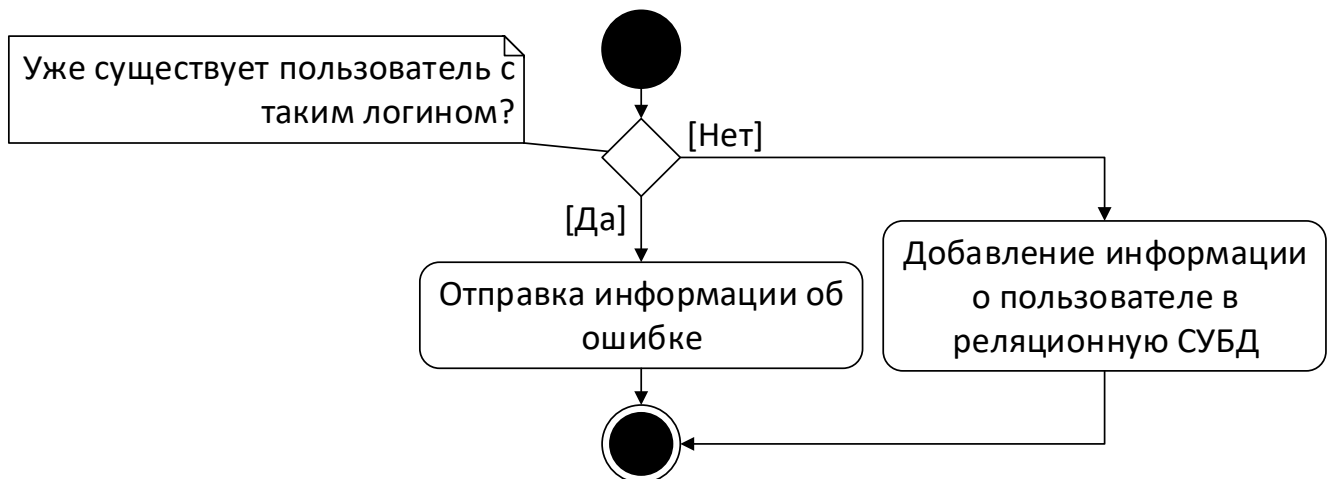 Уже существует пользователь с
таким логином?
[Нет]
[Да]
Отправка информации об
ошибке
Добавление информации
о пользователе в
реляционную СУБД